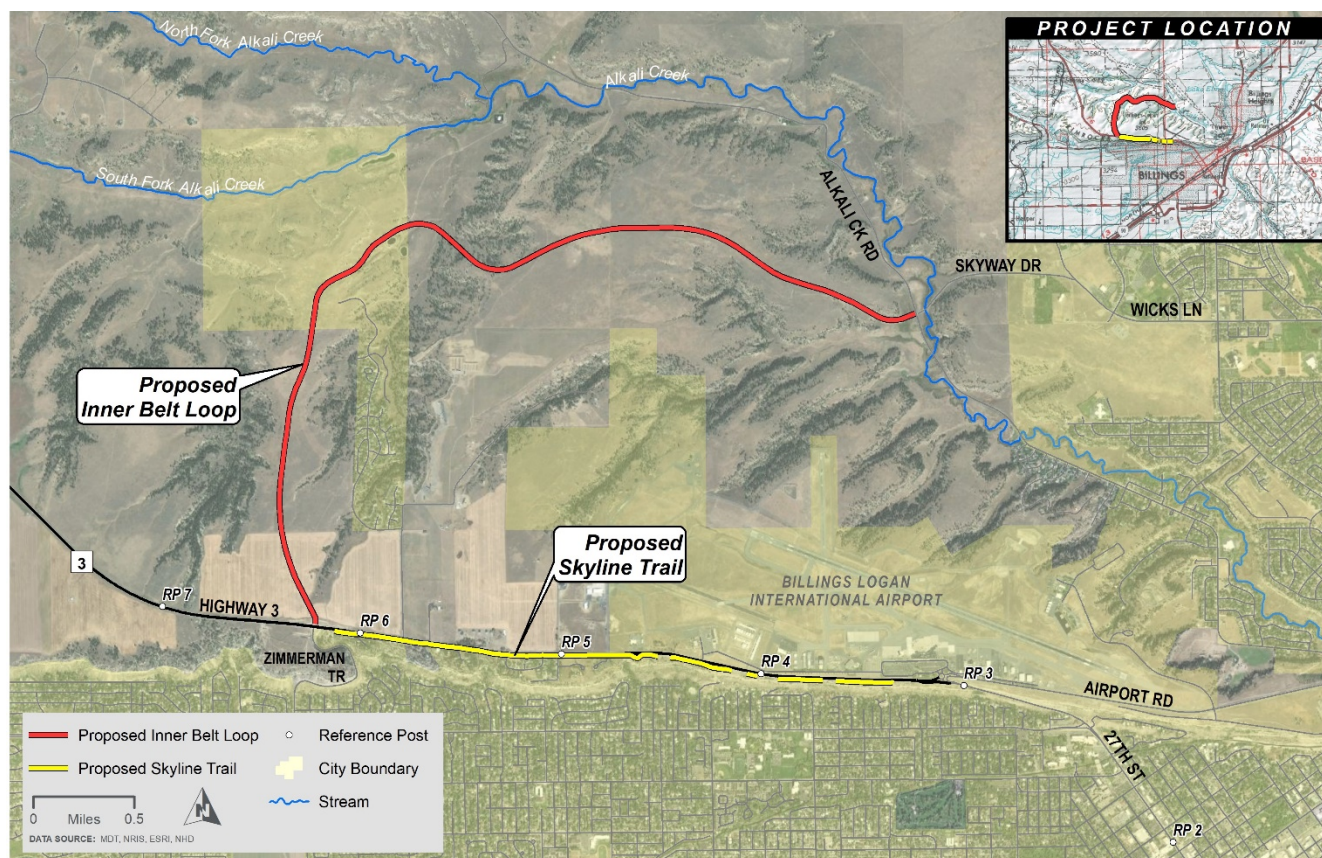 North Fork Alkali Creek
Alkali Creek
South Fork Alkali Creek
ALKALI CK RD
SKYWAY DR
WICKS LN
PROJECT LOCATION
Billings
Heights
BILLINGS
Proposed
Inner Belt Loop
Proposed
Skyline Trail
BILLINGS LOGAN
INTERNATIONAL AIRPORT
3
RP 7
HIGHWAY 3
RP 6
RP 5
RP 4
RP 3
ZIMMERMAN
TR
AIRPORT RD
27TH ST
RP 2
Proposed Inner Belt Loop
Reference Post
Proposed Skyline Trail
City Boundary
Stream
0 Miles 0.5
N
DATA SOURCE: MDT, NRIS, ESRI, NHD